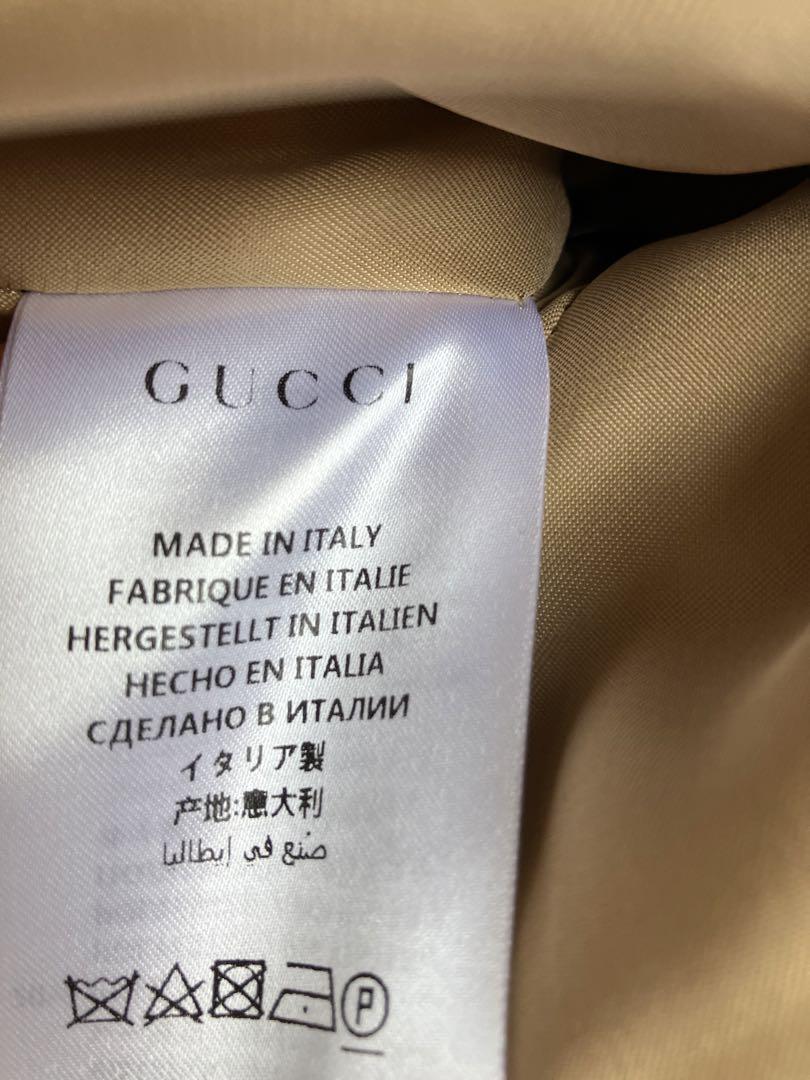 GUCCI
MADE IN ITALY
FABRIQUE EN ITALIE
HERGESTELLT IN ITALIEN
HECHO EN ITALIA
СДЕЛАНО В ИТАЛИИ
イタリア製
产地:意大利
صنع في إيطاليا
P